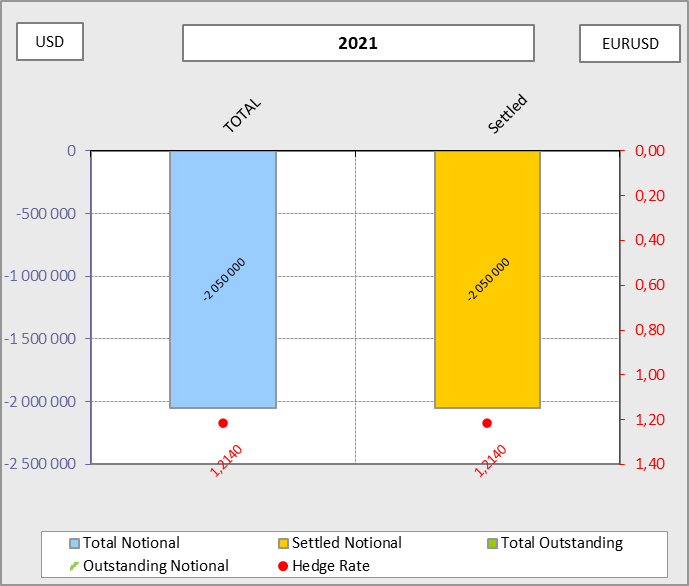 USD 2021 EURUSD
TOTAL Settled
0 0,00
-500 000 0,20
-1 000 000 0,40
-1 500 000 0,60
-2 000 000 0,80
-2 500 000 1,00
1,20
1,40
-2 050 000 -2 050 000
1,2140 1,2140
Total Notional Settled Notional Total Outstanding
Outstanding Notional Hedge Rate